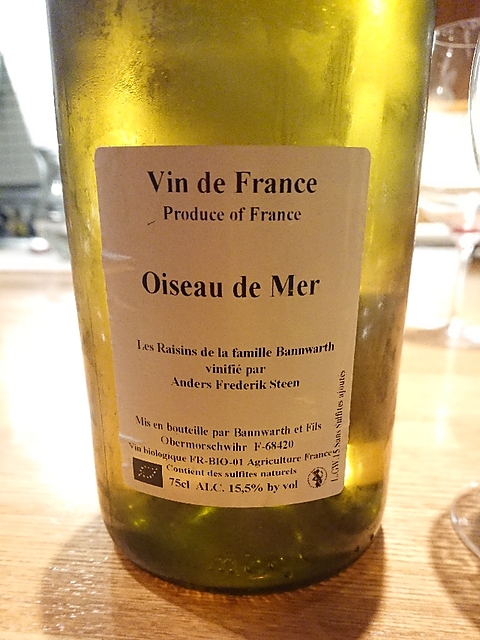 Vin de France
Produce of France
Oiseau de Mer
Les Raisins de la famille Bannwarth
vinifié par
Anders Frederik Steen
Mis en bouteille par Bannwarth et Fils
Obermorschwihr F-68420
Vin biologique FR-BIO-01 Agriculture France
Contient des sulfites naturels
75cl ALC. 15,5% by vol
L.GW15 Sans sulfites ajoutés